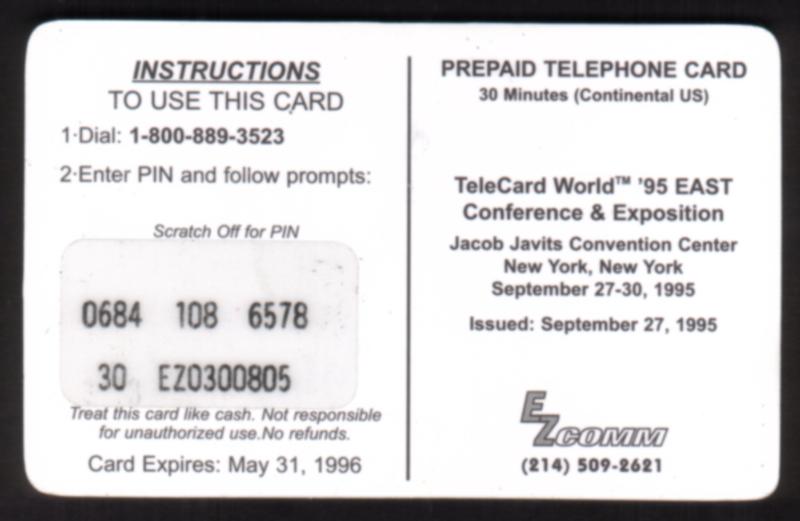 INSTRUCTIONS
TO USE THIS CARD
1·Dial: 1-800-889-3523
2·Enter PIN and follow prompts:
Scratch Off for PIN
0684 108 6578
30 EZ0300805
Treat this card like cash. Not responsible
for unauthorized use.No refunds.
Card Expires: May 31, 1996
PREPAID TELEPHONE CARD
30 Minutes (Continental US)
TeleCard World™ '95 EAST
Conference & Exposition
Jacob Javits Convention Center
New York, New York
September 27-30, 1995
Issued: September 27, 1995
EZCOMM
(214) 509-2621